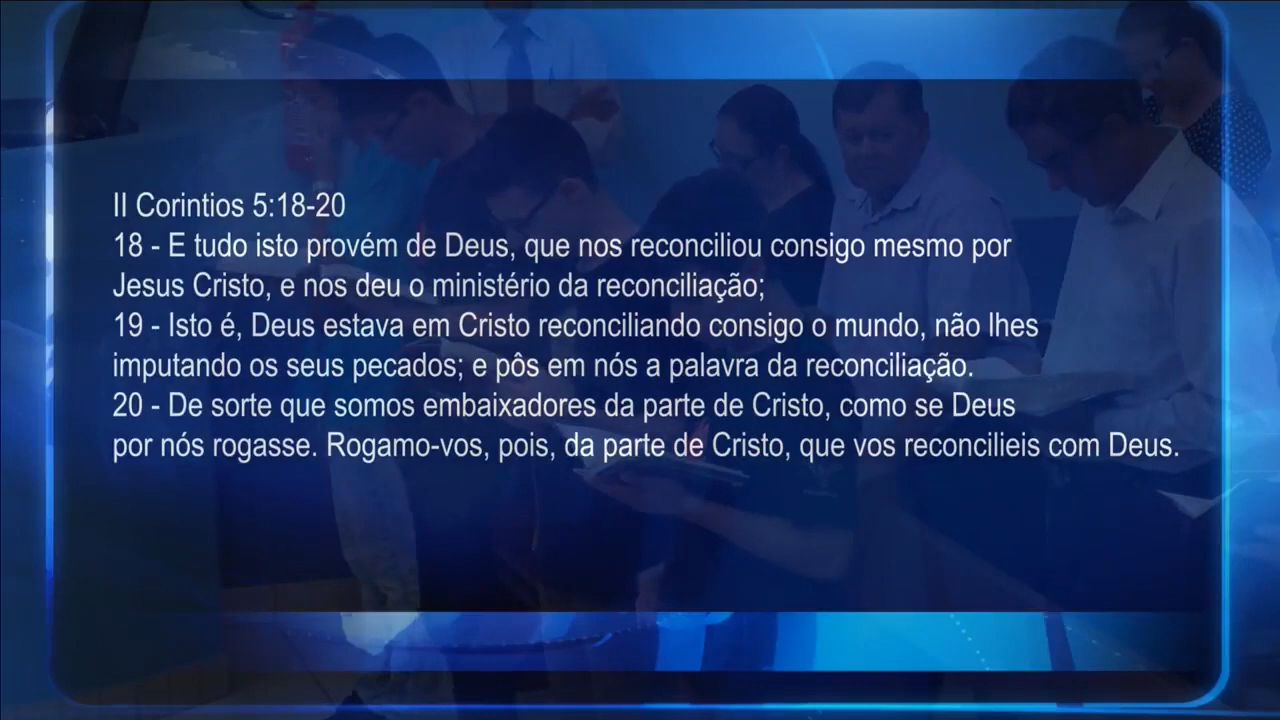 II Corintios 5:18-20
18 - E tudo isto provém de Deus, que nos reconciliou consigo mesmo por
Jesus Cristo, e nos deu o ministério da reconciliação;
19 - Isto é, Deus estava em Cristo reconciliando consigo o mundo, não lhes
imputando os seus pecados; e pôs em nós a palavra da reconciliação.
20 - De sorte que somos embaixadores da parte de Cristo, como se Deus
por nós rogasse. Rogamo-vos, pois, da parte de Cristo, que vos reconcilieis com Deus.